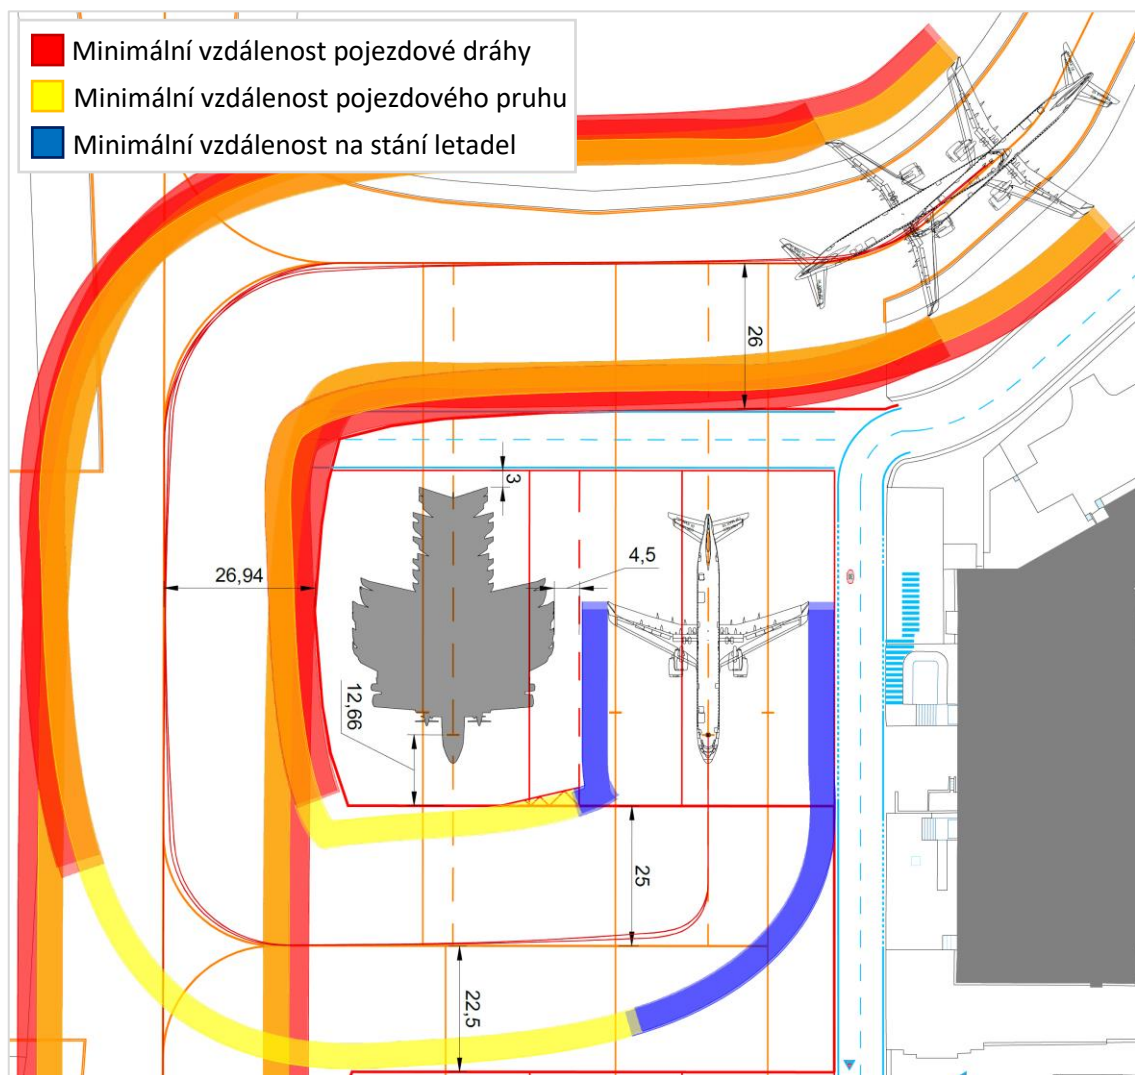 Minimální vzdálenost pojezdové dráhy
Minimální vzdálenost pojezdového pruhu
Minimální vzdálenost na stání letadel
26
3
4,5
26,94
12,66
25
22,5